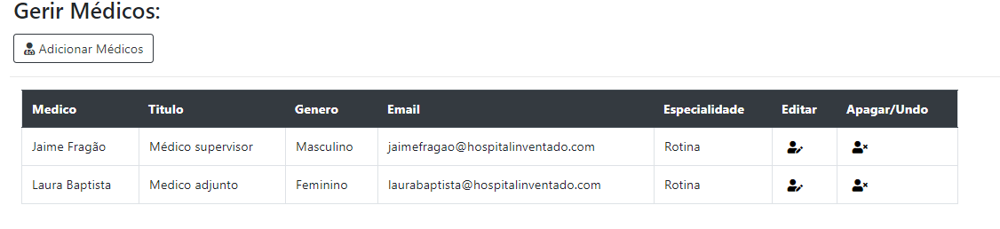 Gerir Médicos:
Adicionar Médicos
Medico Titulo Genero Email Especialidade Editar Apagar/Undo
Jaime Fragão Médico supervisor Masculino jaimefragao@hospitalinventado.com Rotina
Laura Baptista Medico adjunto Feminino laurabaptista@hospitalinventado.com Rotina